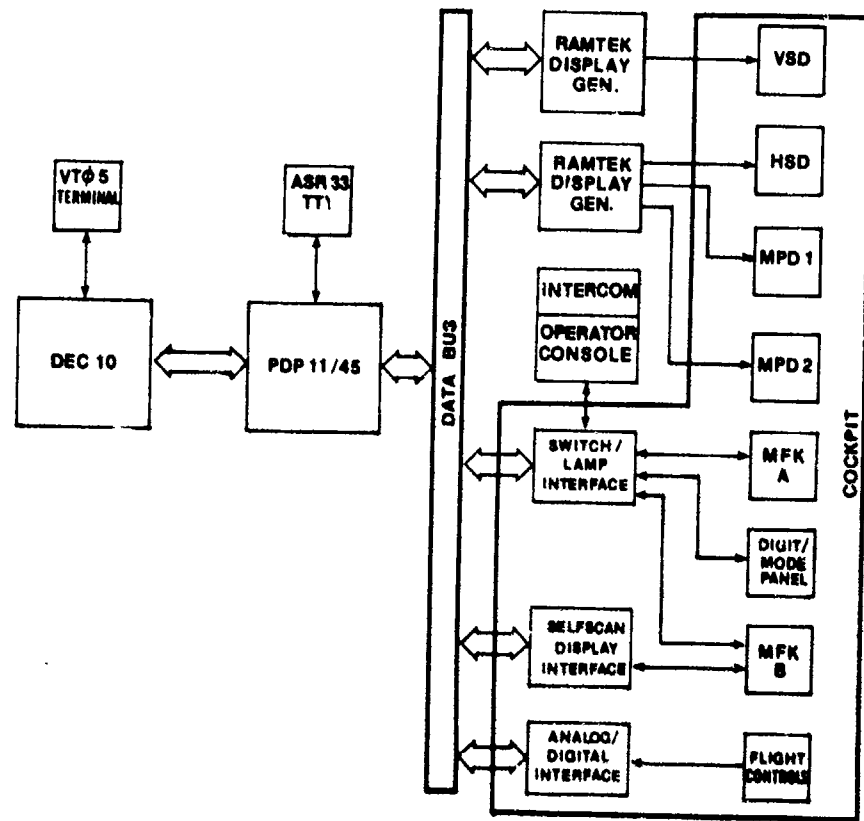 RAMTEK
DISPLAY
GEN.
VSD
RAMTEK
DISPLAY
GEN.
HSD
VTϕ5
TERMINAL
ASR 33
TTY
MPD 1
INTERCOM
OPERATOR
CONSOLE
DEC 10
PDP 11/45
DATA BUS
MPD 2
SWITCH/
LAMP
INTERFACE
MFK
A
COCKPIT
DIGIT/
MODE
PANEL
SELFSCAN
DISPLAY
INTERFACE
MFK
B
ANALOG/
DIGITAL
INTERFACE
FLIGHT
CONTROLS